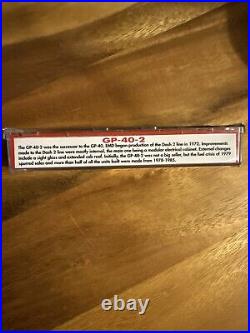 GP-40-2
The GP-40-2 was the successor to the GP-40. EMD began production of the Dash 2 line in 1972. Improvements
made to the Dash 2 line were mostly internal, the main one being a modular electrical cabinet. External changes
include a sight glass and extended cab roof. Initially, the GP-40-2 was not a big seller, but the fuel crisis of 1979
spurred sales and more than half of all the units built were made from 1978-1985.